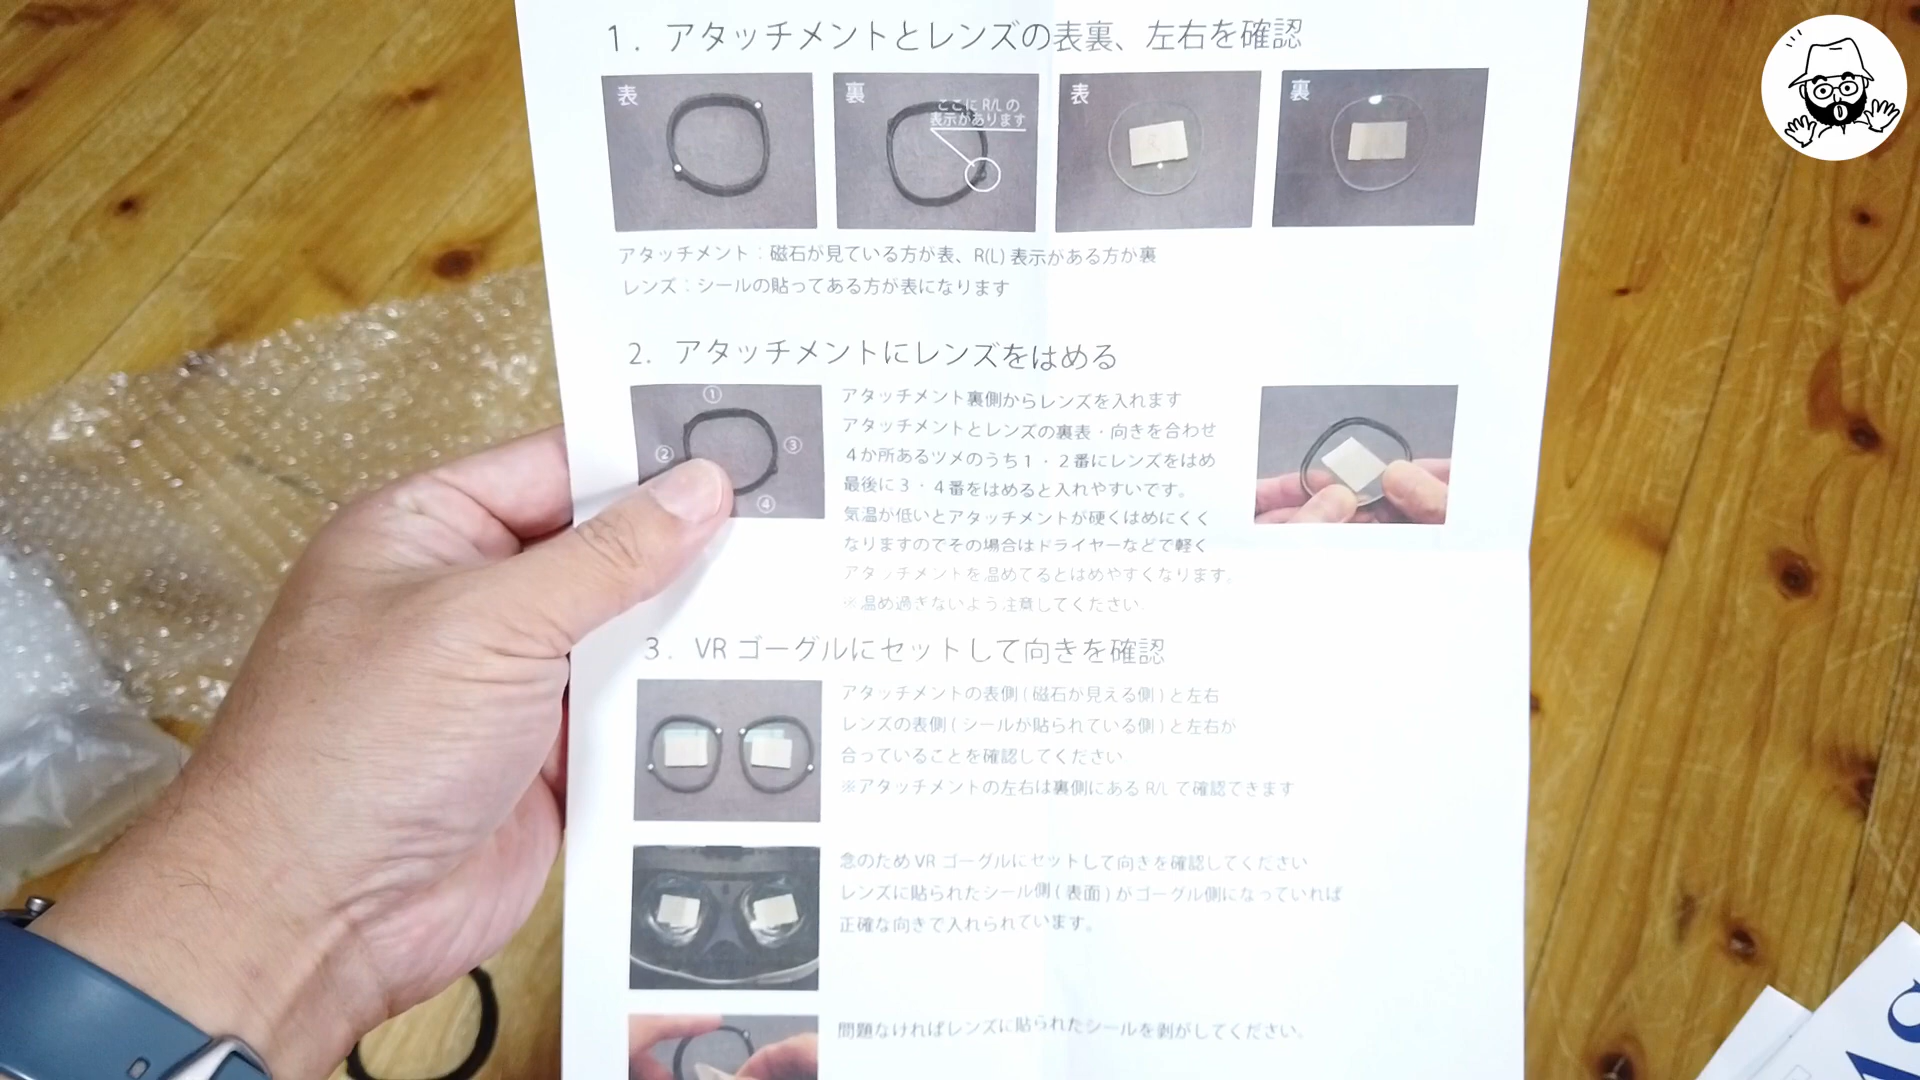 1. アタッチメントとレンズの表裏、左右を確認
表
裏
ここに R/L の
表示があります
表
裏
アタッチメント：磁石が見ている方が表、R(L) 表示がある方が裏
レンズ：シールの貼ってある方が表になります
2. アタッチメントにレンズをはめる
①
②
③
④
アタッチメント裏側からレンズを入れます
アタッチメントとレンズの裏表・向きを合わせ
4か所あるツメのうち1・2番にレンズをはめ
最後に3・4番をはめると入れやすいです。
気温が低いとアタッチメントが硬くはめにくく
なりますのでその場合はドライヤーなどで軽く
アタッチメントを温めてるとはめやすくなります。
※温め過ぎないよう注意してください。
3. VR ゴーグルにセットして向きを確認
アタッチメントの表側 ( 磁石が見える側 ) と左右
レンズの表側 ( シールが貼られている側 ) と左右が
合っていることを確認してください
※アタッチメントの左右は裏側にある R/L で確認できます
念のため VR ゴーグルにセットして向きを確認してください
レンズに貼られたシール側 ( 表面 ) がゴーグル側になっていれば
正確な向きで入れられています。
問題なければレンズに貼られたシールを剥がしてください。